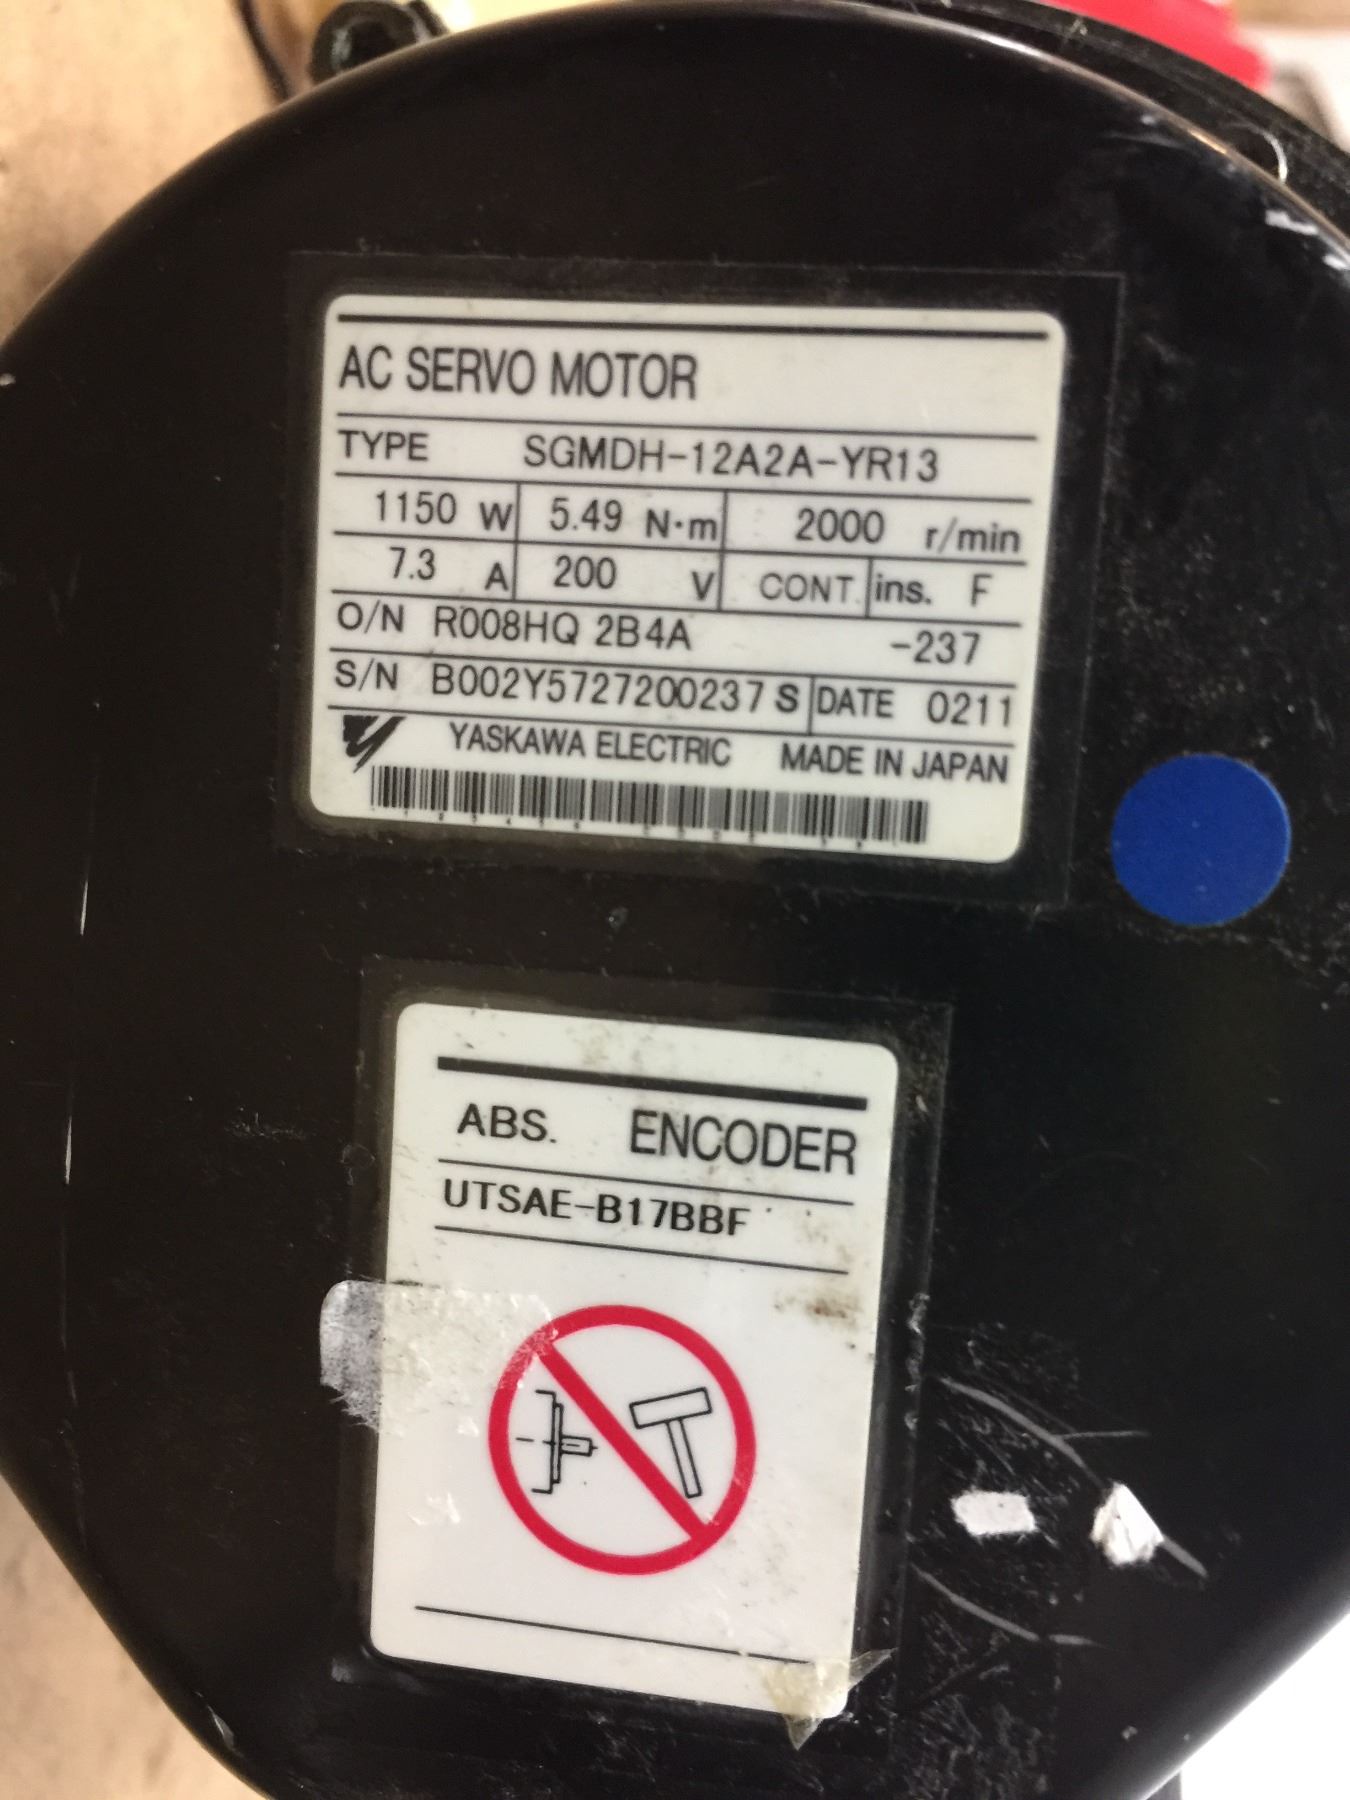 AC SERVO MOTOR
TYPE SGMDH-12A2A-YR13
1150 W 5.49 N·m 2000 r/min
7.3 A 200 V CONT. ins. F
O/N R008HQ 2B4A -237
S/N B002Y5727200237 S DATE 0211
YASKAWA ELECTRIC MADE IN JAPAN
ABS. ENCODER
UTSAE-B17BBF